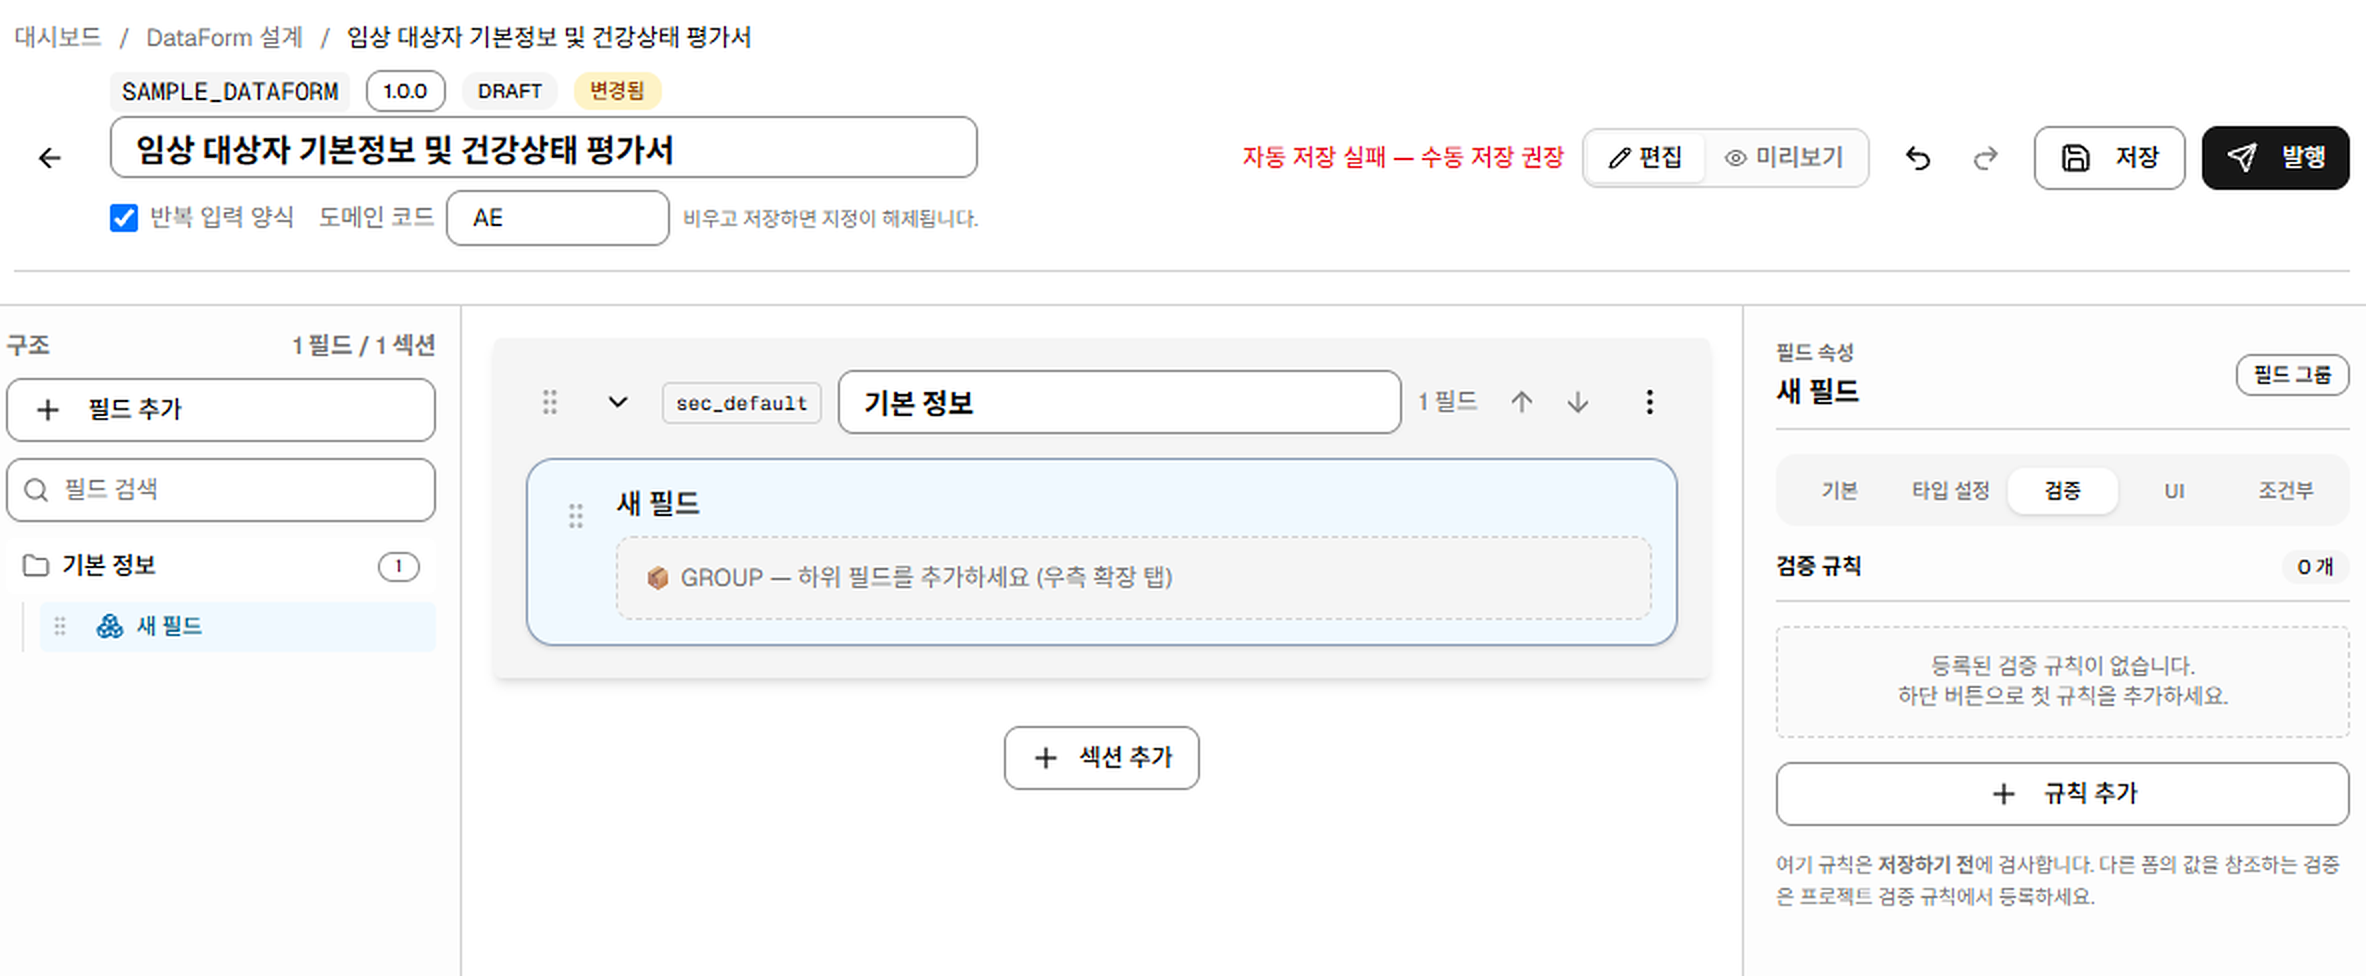 대시보드 / DataForm 설계 / 임상 대상자 기본정보 및 건강상태 평가서
SAMPLE_DATAFORM 1.0.0 DRAFT 변경됨
임상 대상자 기본정보 및 건강상태 평가서
자동 저장 실패 — 수동 저장 권장 편집 미리보기 저장 발행
반복 입력 양식 도메인 코드 AE 비우고 저장하면 지정이 해제됩니다.
구조 1 필드 / 1 섹션
필드 추가
필드 검색
기본 정보 1
새 필드
sec_default 기본 정보 1 필드
새 필드
GROUP — 하위 필드를 추가하세요 (우측 확장 탭)
섹션 추가
필드 속성
새 필드
필드 그룹
기본 타입 설정 검증 UI 조건부
검증 규칙 0 개
등록된 검증 규칙이 없습니다.
하단 버튼으로 첫 규칙을 추가하세요.
규칙 추가
여기 규칙은 저장하기 전에 검사합니다. 다른 폼의 값을 참조하는 검증
은 프로젝트 검증 규칙에서 등록하세요.